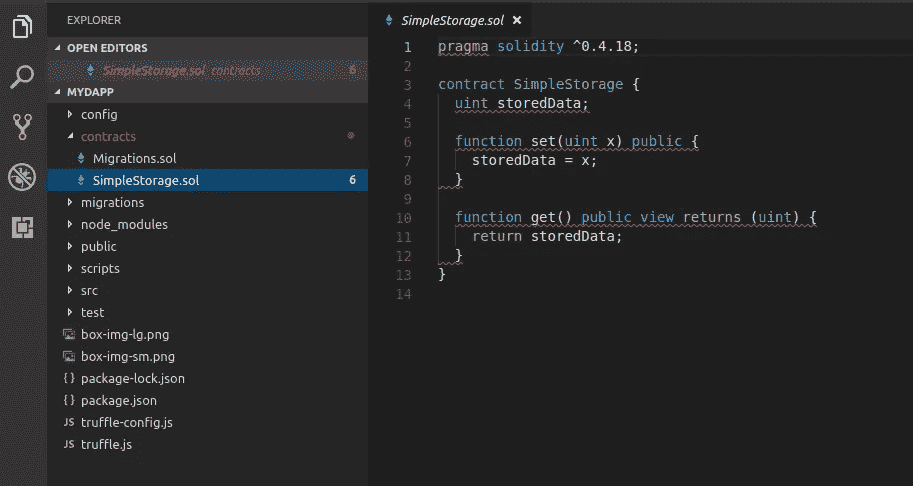 EXPLORER
OPEN EDITORS
SimpleStorage.sol contracts 6
MYDAPP
config
contracts
Migrations.sol
SimpleStorage.sol 6
migrations
node_modules
public
scripts
src
test
box-img-lg.png
box-img-sm.png
{ } package-lock.json
{ } package.json
JS truffle-config.js
JS truffle.js
SimpleStorage.sol ×
1 pragma solidity ^0.4.18;
2
3 contract SimpleStorage {
4 uint storedData;
5
6 function set(uint x) public {
7 storedData = x;
8 }
9
10 function get() public view returns (uint) {
11 return storedData;
12 }
13 }
14